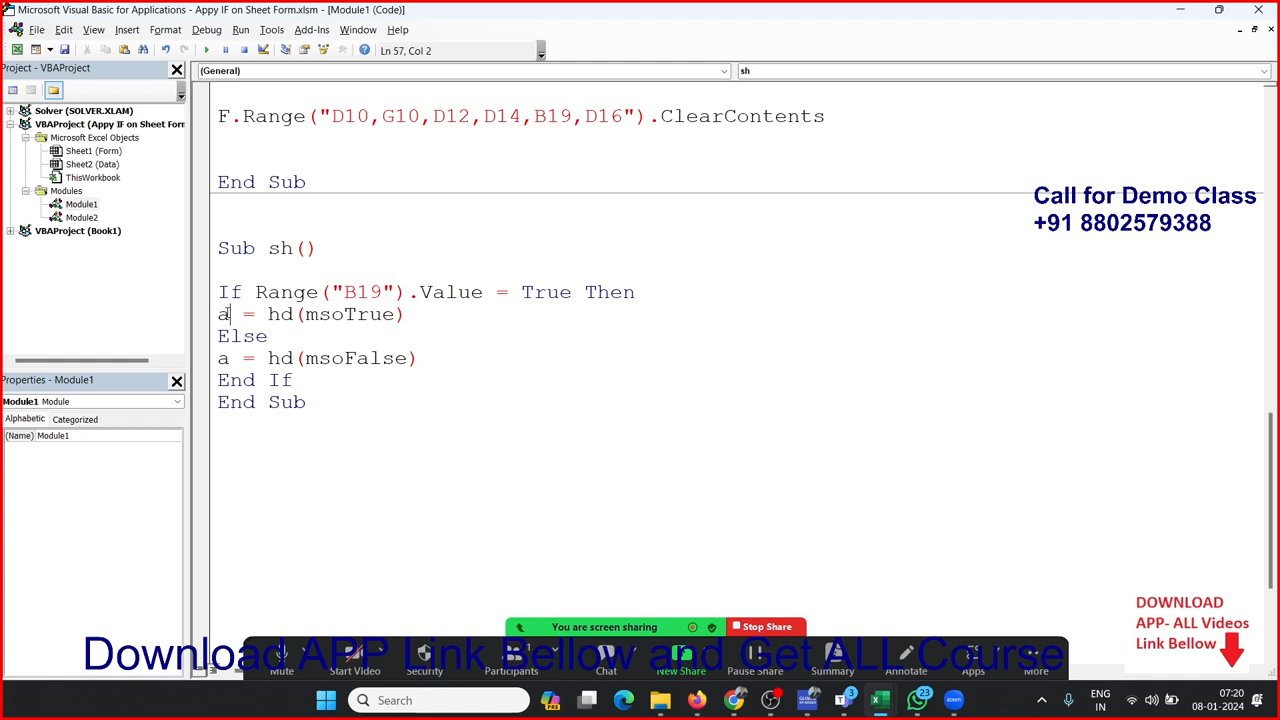 Microsoft Visual Basic for Applications - Appy IF on Sheet Form.xlsm - [Module1 (Code)]
File Edit View Insert Format Debug Run Tools Add-Ins Window Help
Ln 57, Col 2
Project - VBAProject
(General)
sh
Solver (SOLVER.XLAM)
VBAProject (Appy IF on Sheet Form
Microsoft Excel Objects
Sheet1 (Form)
Sheet2 (Data)
ThisWorkbook
Modules
Module1
Module2
VBAProject (Book1)
Properties - Module1
Module1 Module
Alphabetic Categorized
(Name) Module1
F.Range("D10,G10,D12,D14,B19,D16").ClearContents
End Sub
Sub sh()
If Range("B19").Value = True Then
a = hd(msoTrue)
Else
a = hd(msoFalse)
End If
End Sub
Call for Demo Class
+91 8802579388
DOWNLOAD
APP- ALL Videos
Link Bellow
You are screen sharing
Stop Share
Download APP Link Bellow and Get ALL Course
Mute Start Video Security Participants Chat New Share Pause Share Summary Annotate Apps More
Search
PRE
3
23
ENG
IN
07:20
08-01-2024